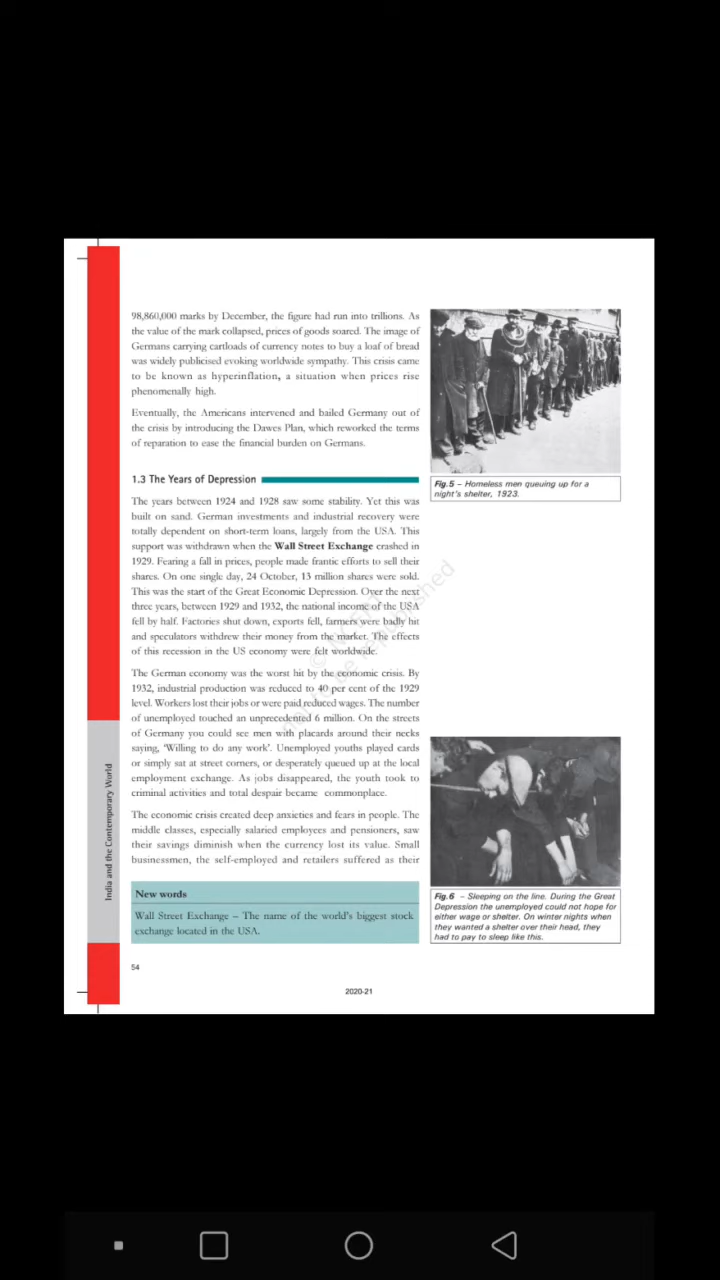 98,860,000 marks by December, the figure had run into trillions. As
the value of the mark collapsed, prices of goods soared. The image of
Germans carrying cartloads of currency notes to buy a loaf of bread
was widely publicised evoking worldwide sympathy. This crisis came
to be known as hyperinflation, a situation when prices rise
phenomenally high.
Eventually, the Americans intervened and bailed Germany out of
the crisis by introducing the Dawes Plan, which reworked the terms
of reparation to ease the financial burden on Germans.
Fig.5 – Homeless men queuing up for a
night's shelter, 1923.
1.3 The Years of Depression
The years between 1924 and 1928 saw some stability. Yet this was
built on sand. German investments and industrial recovery were
totally dependent on short-term loans, largely from the USA. This
support was withdrawn when the Wall Street Exchange crashed in
1929. Fearing a fall in prices, people made frantic efforts to sell their
shares. On one single day, 24 October, 13 million shares were sold.
This was the start of the Great Economic Depression. Over the next
three years, between 1929 and 1932, the national income of the USA
fell by half. Factories shut down, exports fell, farmers were badly hit
and speculators withdrew their money from the market. The effects
of this recession in the US economy were felt worldwide.
The German economy was the worst hit by the economic crisis. By
1932, industrial production was reduced to 40 per cent of the 1929
level. Workers lost their jobs or were paid reduced wages. The number
of unemployed touched an unprecedented 6 million. On the streets
of Germany you could see men with placards around their necks
saying, 'Willing to do any work'. Unemployed youths played cards
or simply sat at street corners, or desperately queued up at the local
employment exchange. As jobs disappeared, the youth took to
criminal activities and total despair became commonplace.
The economic crisis created deep anxieties and fears in people. The
middle classes, especially salaried employees and pensioners, saw
their savings diminish when the currency lost its value. Small
businessmen, the self-employed and retailers suffered as their
New words
Wall Street Exchange – The name of the world's biggest stock
exchange located in the USA.
Fig.6 – Sleeping on the line. During the Great
Depression the unemployed could not hope for
either wage or shelter. On winter nights when
they wanted a shelter over their head, they
had to pay to sleep like this.
India and the Contemporary World
54
2020-21
not to be republished